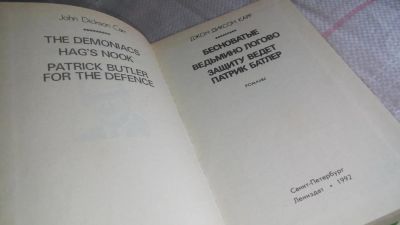 John Dickson Carr
THE DEMONIACS
HAG'S NOOK
PATRICK BUTLER
FOR THE DEFENCE
ДЖОН ДИКСОН КАРР
БЕСНОВАТЫЕ
ВЕДЬМИНО ЛОГОВО
ЗАЩИТУ ВЕДЕТ
ПАТРИК БАТЛЕР
РОМАНЫ
Санкт-Петербург
Лениздат • 1992